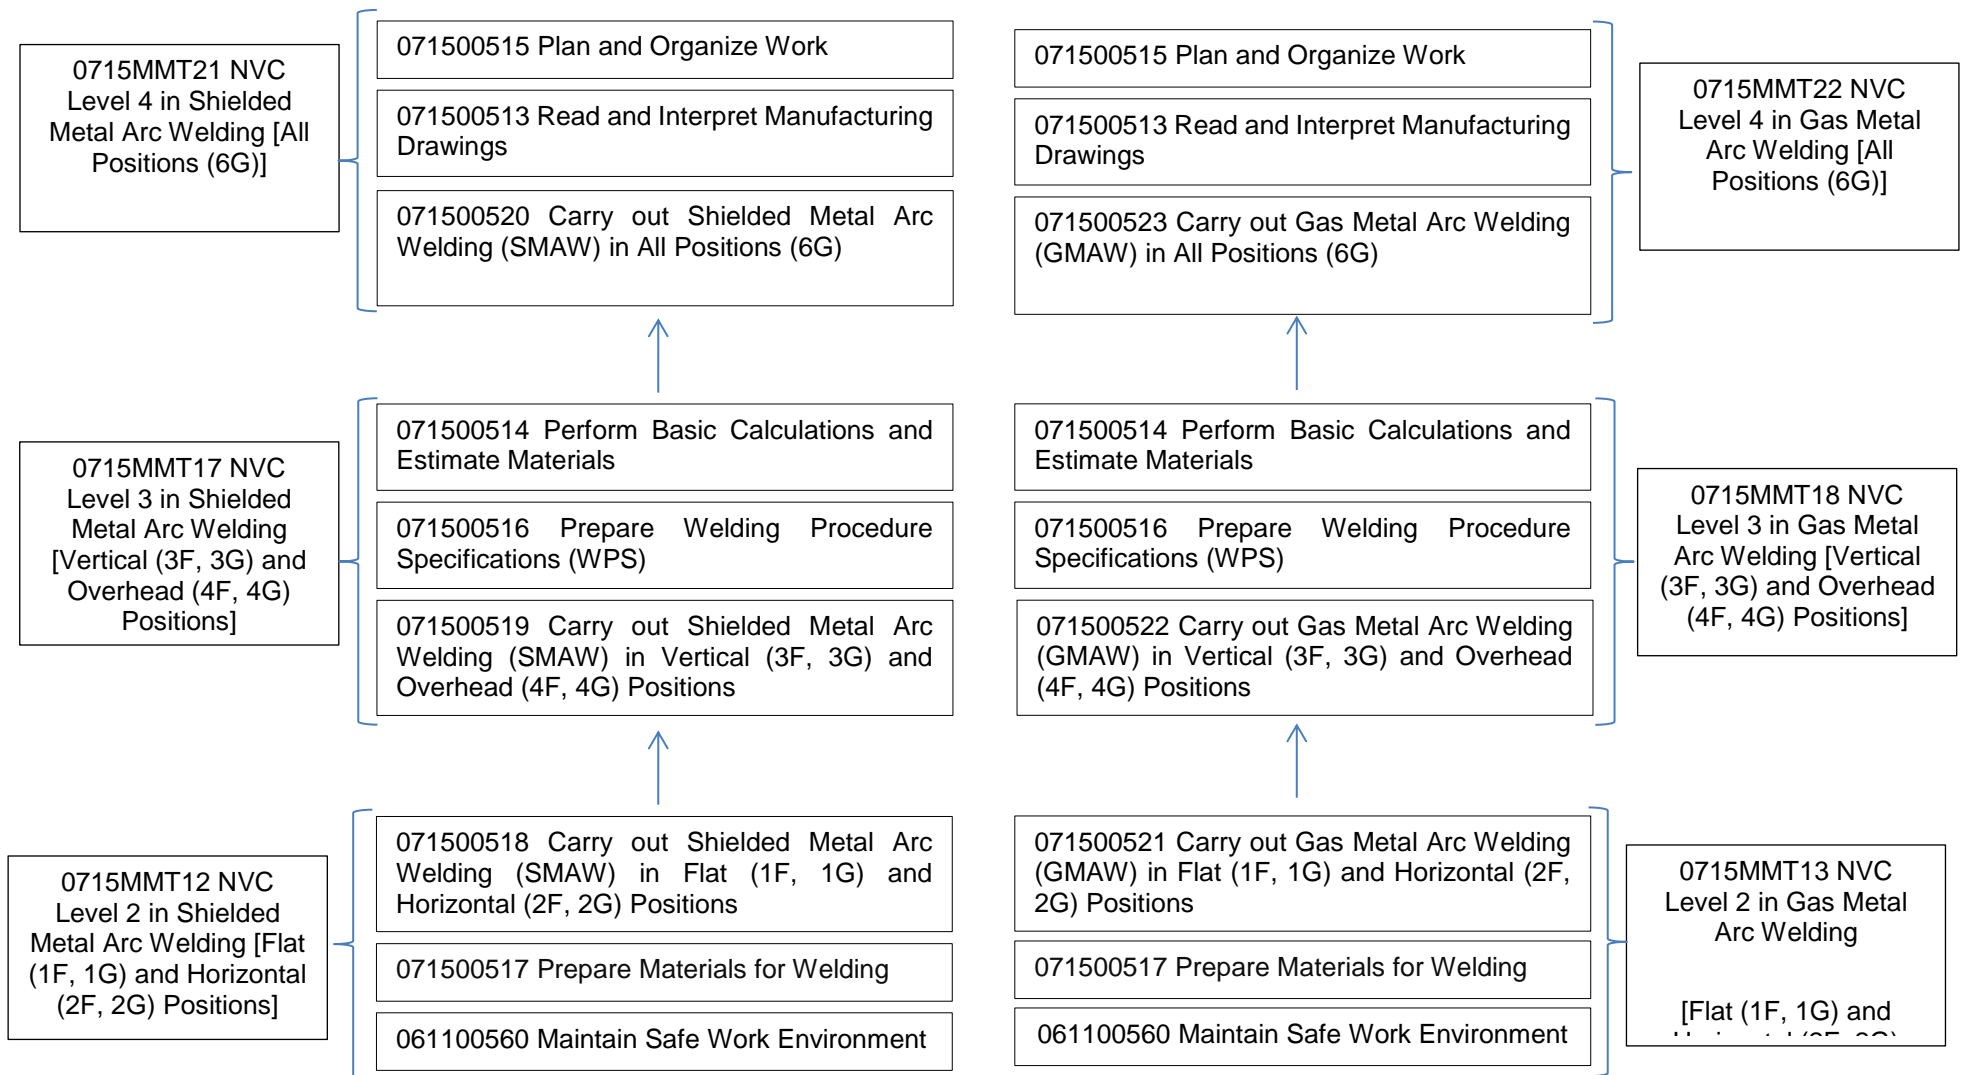 0715MMT21 NVC
Level 4 in Shielded
Metal Arc Welding [All
Positions (6G)]
071500515 Plan and Organize Work
071500513 Read and Interpret Manufacturing
Drawings
071500520 Carry out Shielded Metal Arc
Welding (SMAW) in All Positions (6G)
071500515 Plan and Organize Work
071500513 Read and Interpret Manufacturing
Drawings
071500523 Carry out Gas Metal Arc Welding
(GMAW) in All Positions (6G)
0715MMT22 NVC
Level 4 in Gas Metal
Arc Welding [All
Positions (6G)]
0715MMT17 NVC
Level 3 in Shielded
Metal Arc Welding
[Vertical (3F, 3G) and
Overhead (4F, 4G)
Positions]
071500514 Perform Basic Calculations and
Estimate Materials
071500516 Prepare Welding Procedure
Specifications (WPS)
071500519 Carry out Shielded Metal Arc
Welding (SMAW) in Vertical (3F, 3G) and
Overhead (4F, 4G) Positions
071500514 Perform Basic Calculations and
Estimate Materials
071500516 Prepare Welding Procedure
Specifications (WPS)
071500522 Carry out Gas Metal Arc Welding
(GMAW) in Vertical (3F, 3G) and Overhead
(4F, 4G) Positions
0715MMT18 NVC
Level 3 in Gas Metal
Arc Welding [Vertical
(3F, 3G) and Overhead
(4F, 4G) Positions]
0715MMT12 NVC
Level 2 in Shielded
Metal Arc Welding [Flat
(1F, 1G) and Horizontal
(2F, 2G) Positions]
071500518 Carry out Shielded Metal Arc
Welding (SMAW) in Flat (1F, 1G) and
Horizontal (2F, 2G) Positions
071500517 Prepare Materials for Welding
061100560 Maintain Safe Work Environment
071500521 Carry out Gas Metal Arc Welding
(GMAW) in Flat (1F, 1G) and Horizontal (2F,
2G) Positions
071500517 Prepare Materials for Welding
061100560 Maintain Safe Work Environment
0715MMT13 NVC
Level 2 in Gas Metal
Arc Welding
[Flat (1F, 1G) and